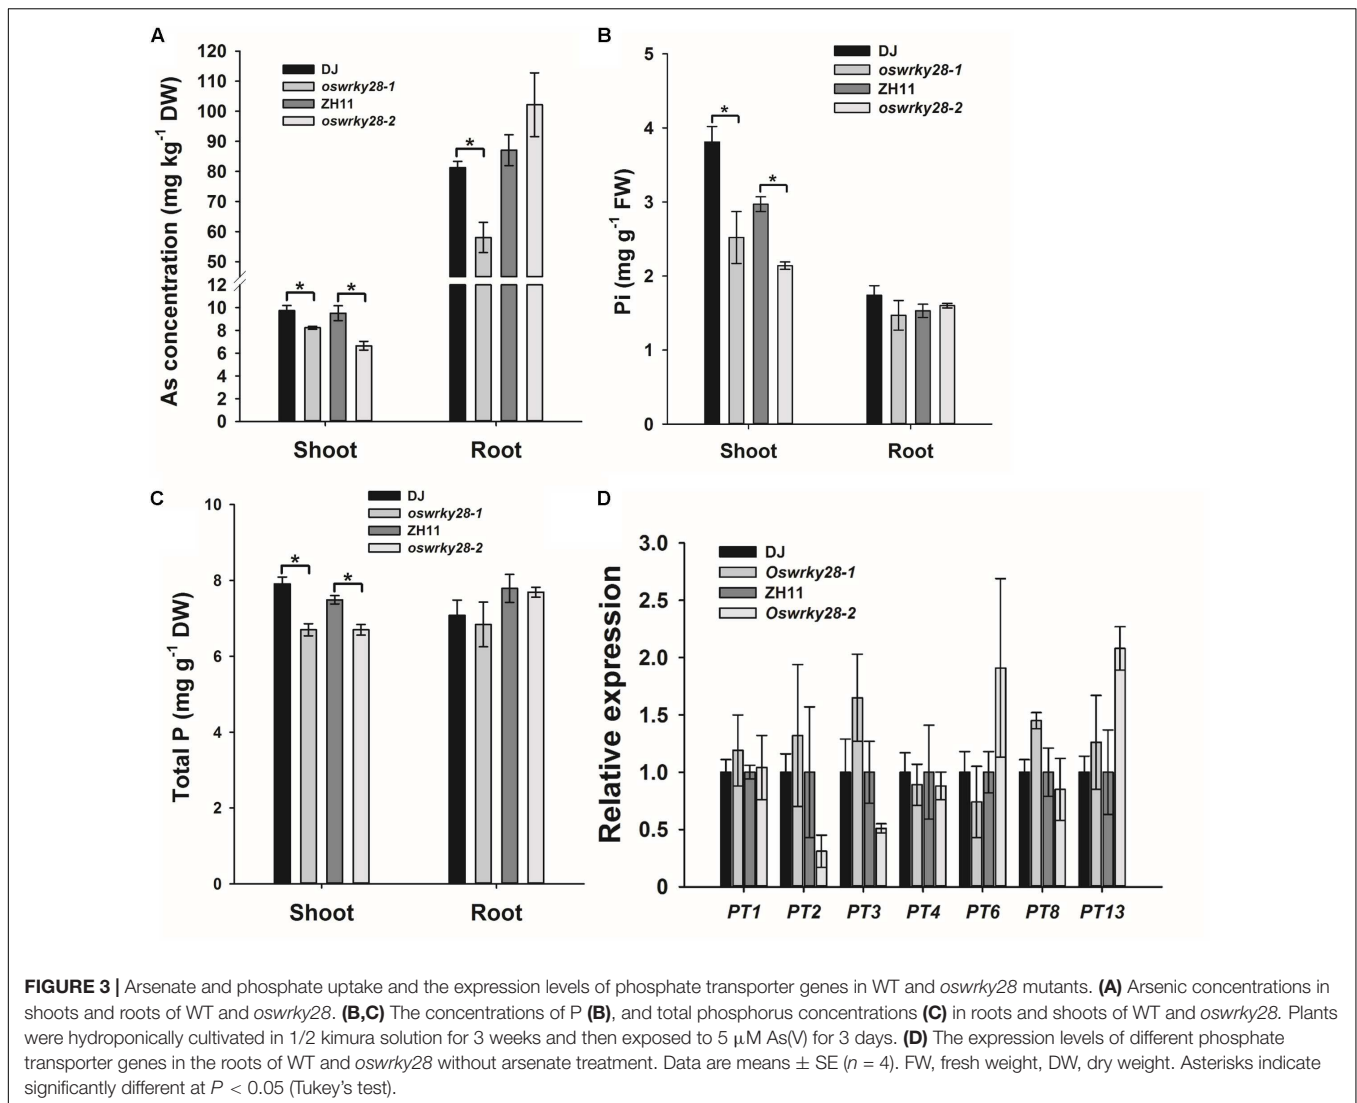 A
120
110
100
90
80
70
60
50
12
10
8
6
4
2
0
As concentration (mg kg-1 DW)
DJ
oswrky28-1
ZH11
oswrky28-2
*
*
*
Shoot Root
B
5
4
3
2
1
0
Pi (mg g-1 FW)
DJ
oswrky28-1
ZH11
oswrky28-2
*
*
Shoot Root
C
10
8
6
4
2
0
Total P (mg g-1 DW)
DJ
oswrky28-1
ZH11
oswrky28-2
*
*
Shoot Root
D
3.0
2.5
2.0
1.5
1.0
0.5
0
Relative expression
DJ
Oswrky28-1
ZH11
Oswrky28-2
PT1 PT2 PT3 PT4 PT6 PT8 PT13
FIGURE 3 | Arsenate and phosphate uptake and the expression levels of phosphate transporter genes in WT and oswrky28 mutants. (A) Arsenic concentrations in
shoots and roots of WT and oswrky28. (B,C) The concentrations of P (B), and total phosphorus concentrations (C) in roots and shoots of WT and oswrky28. Plants
were hydroponically cultivated in 1/2 kimura solution for 3 weeks and then exposed to 5 μM As(V) for 3 days. (D) The expression levels of different phosphate
transporter genes in the roots of WT and oswrky28 without arsenate treatment. Data are means ± SE (n = 4). FW, fresh weight, DW, dry weight. Asterisks indicate
significantly different at P < 0.05 (Tukey's test).